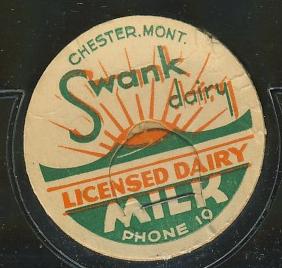 CHESTER, MONT.
Swank
dairy
LICENSED DAIRY
MILK
PHONE 10